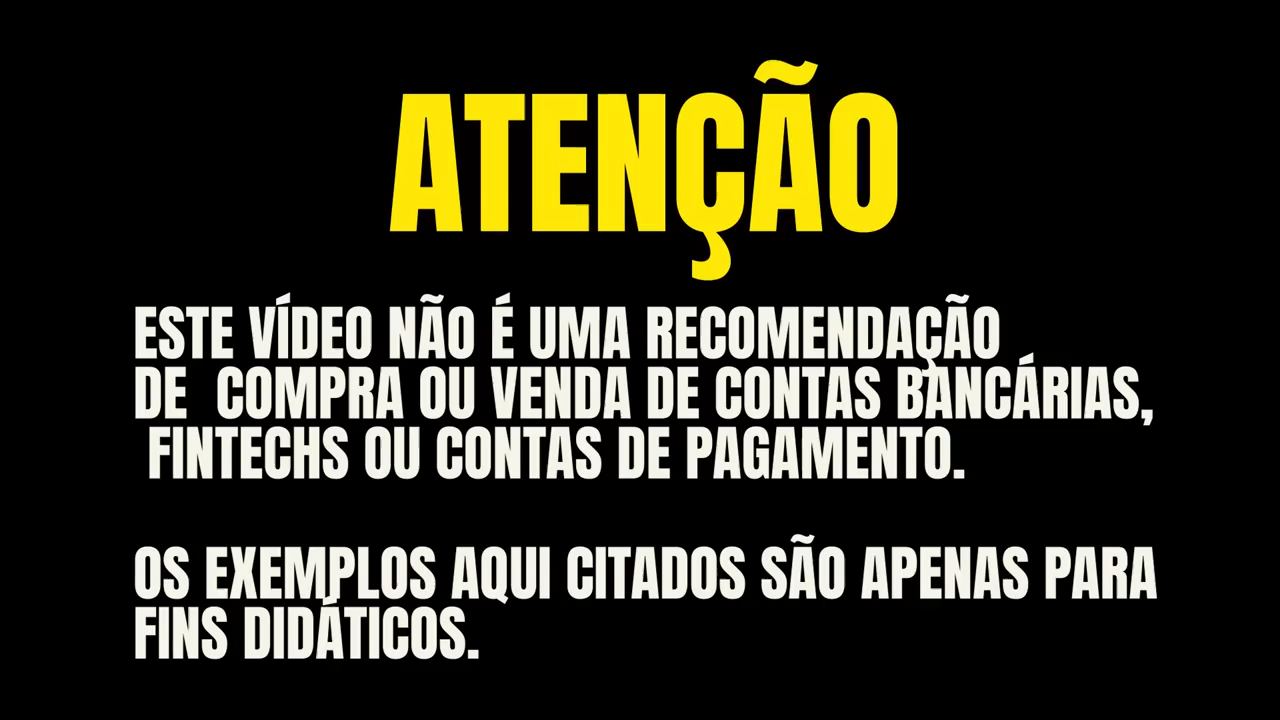 ATENÇÃO
ESTE VÍDEO NÃO É UMA RECOMENDAÇÃO
DE COMPRA OU VENDA DE CONTAS BANCÁRIAS,
FINTECHS OU CONTAS DE PAGAMENTO.
OS EXEMPLOS AQUI CITADOS SÃO APENAS PARA
FINS DIDÁTICOS.